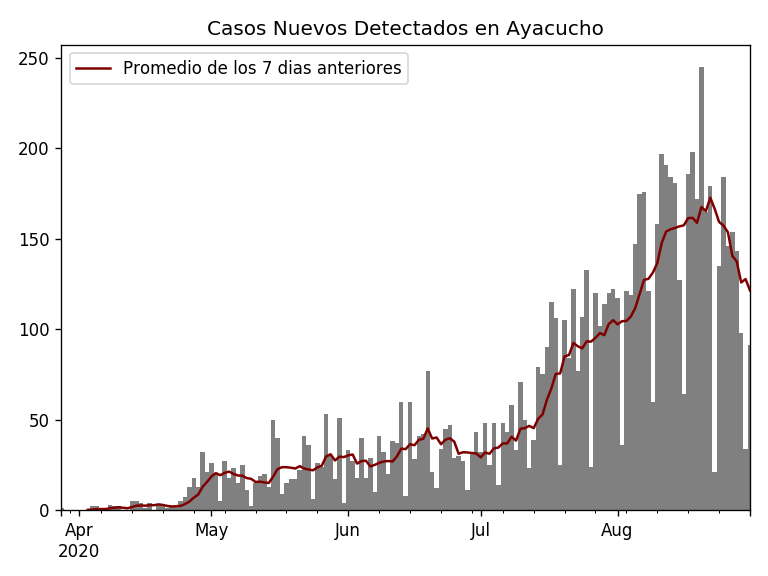 Casos Nuevos Detectados en Ayacucho
Promedio de los 7 dias anteriores
250
200
150
100
50
0
Apr May Jun Jul Aug
2020